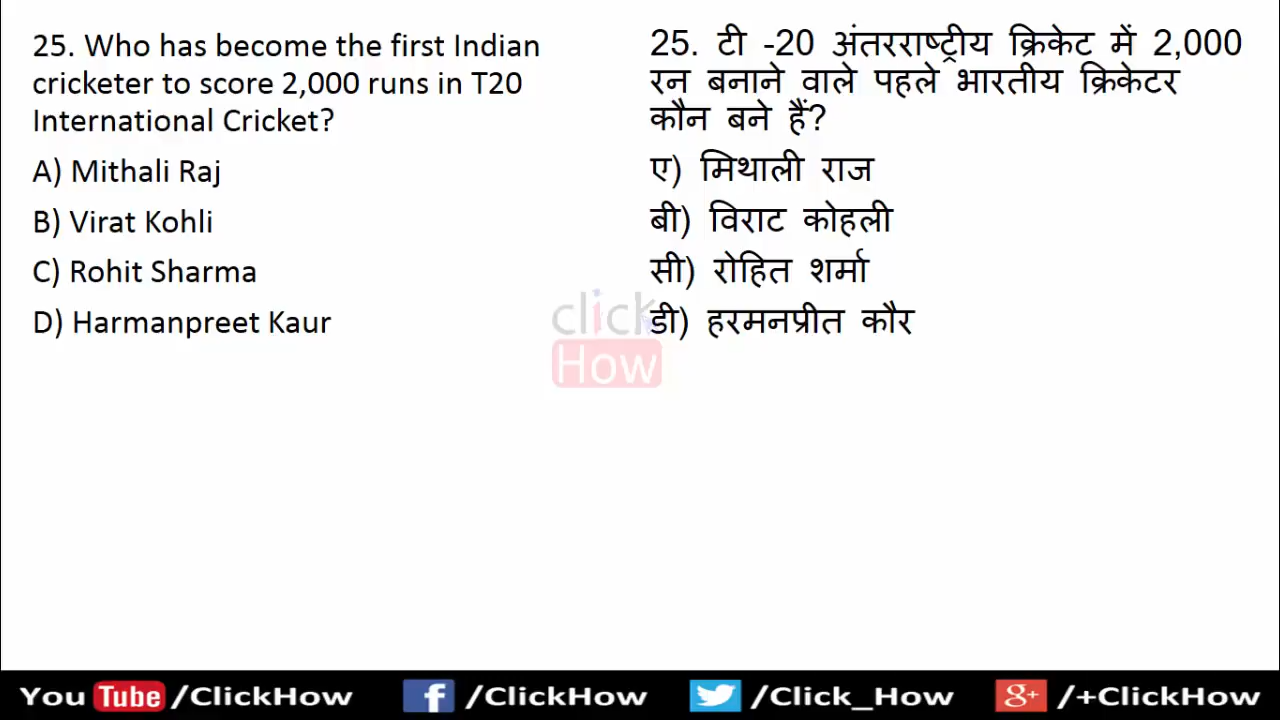 25. Who has become the first Indian
cricketer to score 2,000 runs in T20
International Cricket?
A) Mithali Raj
B) Virat Kohli
C) Rohit Sharma
D) Harmanpreet Kaur
25. टी -20 अंतरराष्ट्रीय क्रिकेट में 2,000
रन बनाने वाले पहले भारतीय क्रिकेटर
कौन बने हैं?
ए) मिथाली राज
बी) विराट कोहली
सी) रोहित शर्मा
डी) हरमनप्रीत कौर
click
How
You Tube /ClickHow f /ClickHow /Click_How g+ /+ClickHow